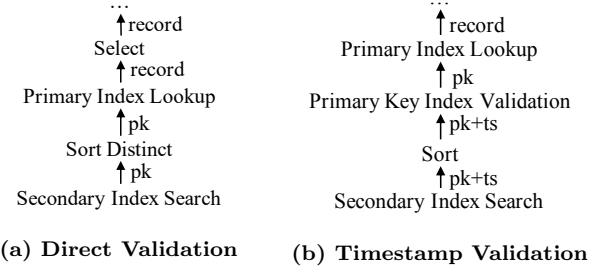 ...
record
Select
record
Primary Index Lookup
pk
Sort Distinct
pk
Secondary Index Search
(a) Direct Validation
...
record
Primary Index Lookup
pk
Primary Key Index Validation
pk+ts
Sort
pk+ts
Secondary Index Search
(b) Timestamp Validation